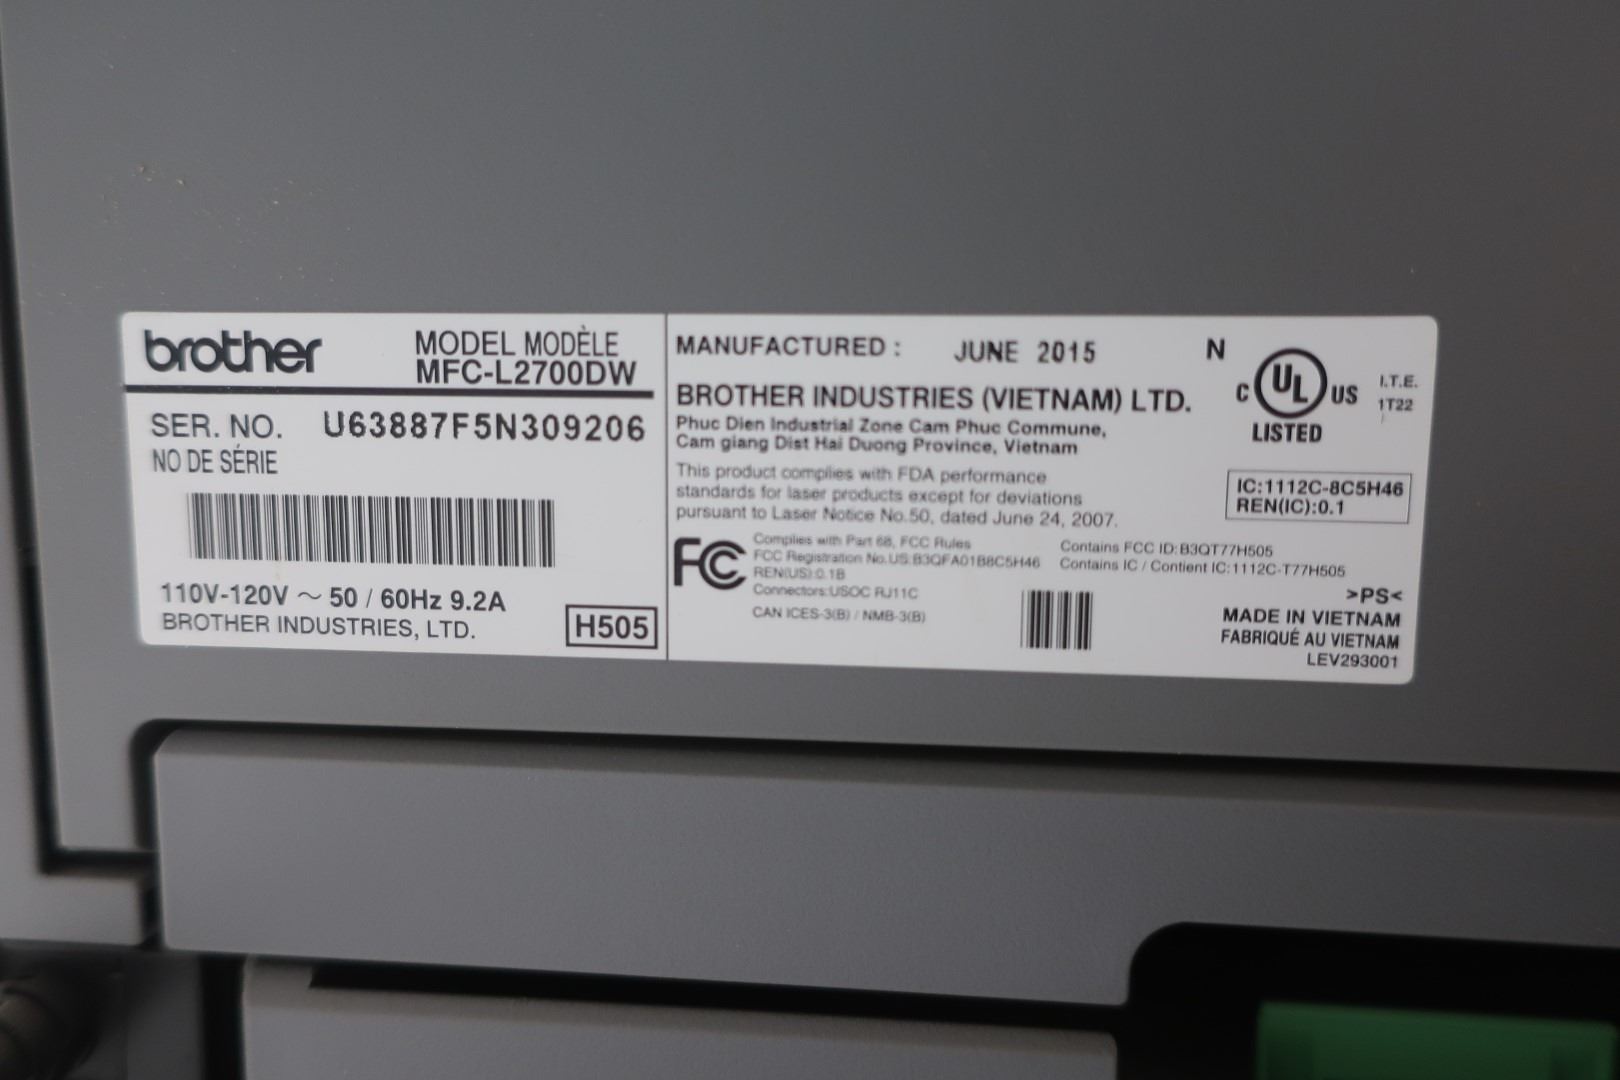 brother
MODEL MODÈLE
MFC-L2700DW
SER. NO. U63887F5N309206
NO DE SÉRIE
110V-120V ~ 50 / 60Hz 9.2A
BROTHER INDUSTRIES, LTD.
H505
MANUFACTURED : JUNE 2015 N
BROTHER INDUSTRIES (VIETNAM) LTD.
Phuc Dien Industrial Zone Cam Phuc Commune,
Cam giang Dist Hai Duong Province, Vietnam
This product complies with FDA performance
standards for laser products except for deviations
pursuant to Laser Notice No.50, dated June 24, 2007.
FC
Complies with Part 68, FCC Rules
FCC Registration No.US:B3QFA01B8C5H46
REN(US):0.1B
Connectors:USOC RJ11C
CAN ICES-3(B) / NMB-3(B)
Contains FCC ID:B3QT77H505
Contains IC / Contient IC:1112C-T77H505
C UL US
LISTED
I.T.E.
1T22
IC:1112C-8C5H46
REN(IC):0.1
>PS<
MADE IN VIETNAM
FABRIQUÉ AU VIETNAM
LEV293001